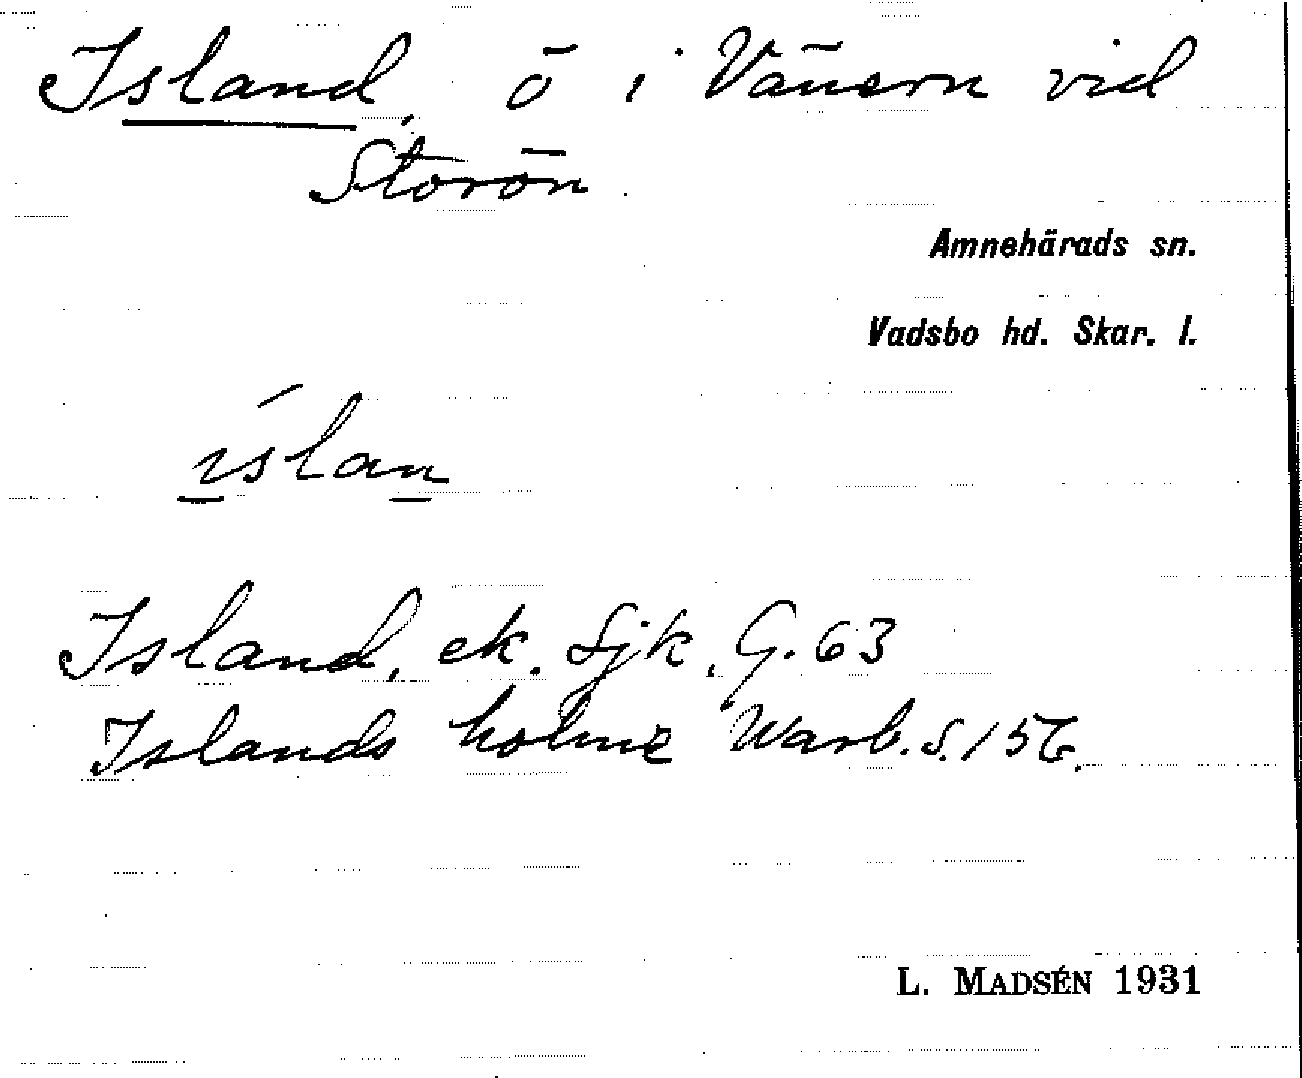 Island, ö i Vänern vid
Storön.
Amnehärads sn.
Vadsbo hd. Skar. l.
íslan
Island, ek. Sjk. G. 63
Islands holme Warb. S. 156.
L. MADSÉN 1931